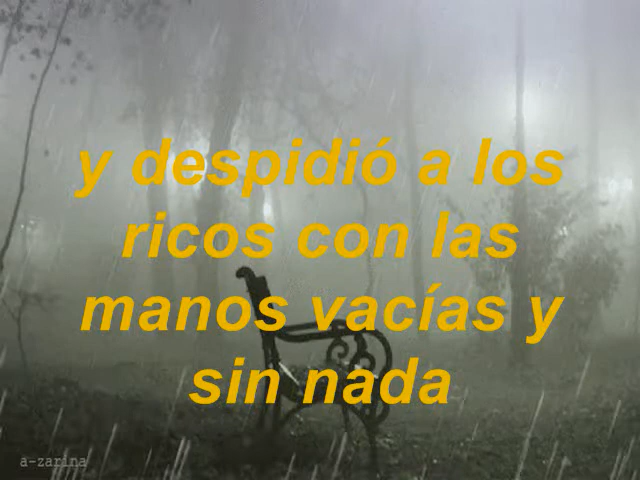 y despidió a los
ricos con las
manos vacías y
sin nada
a-zarina